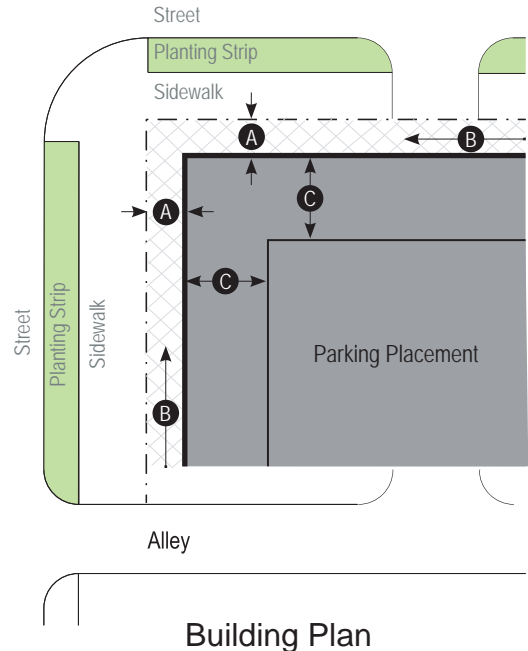 Street
Planting Strip
Sidewalk
A
B
A
C
C
Street
Planting Strip
Sidewalk
Parking Placement
B
Alley
Building Plan